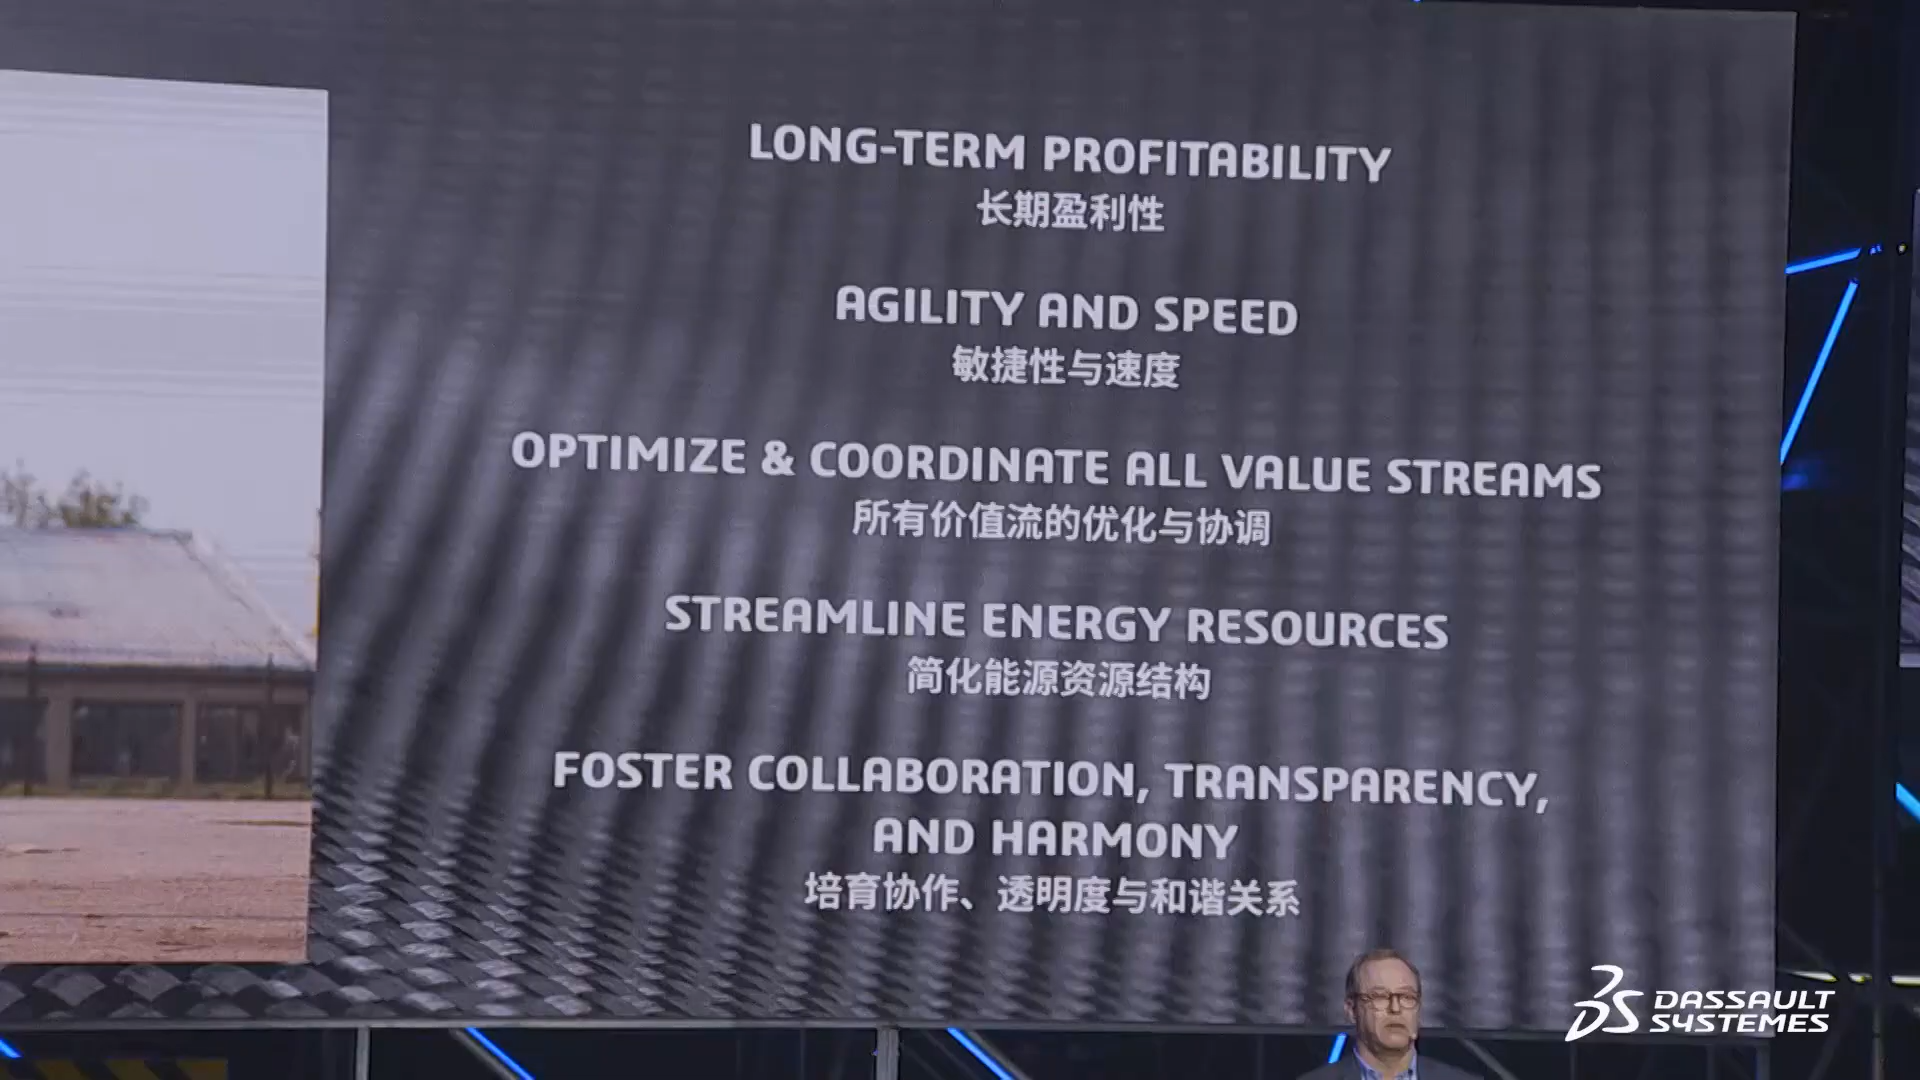 LONG-TERM PROFITABILITY
长期盈利性
AGILITY AND SPEED
敏捷性与速度
OPTIMIZE & COORDINATE ALL VALUE STREAMS
所有价值流的优化与协调
STREAMLINE ENERGY RESOURCES
简化能源资源结构
FOSTER COLLABORATION, TRANSPARENCY,
AND HARMONY
培育协作、透明度与和谐关系
DASSAULT
SYSTEMES